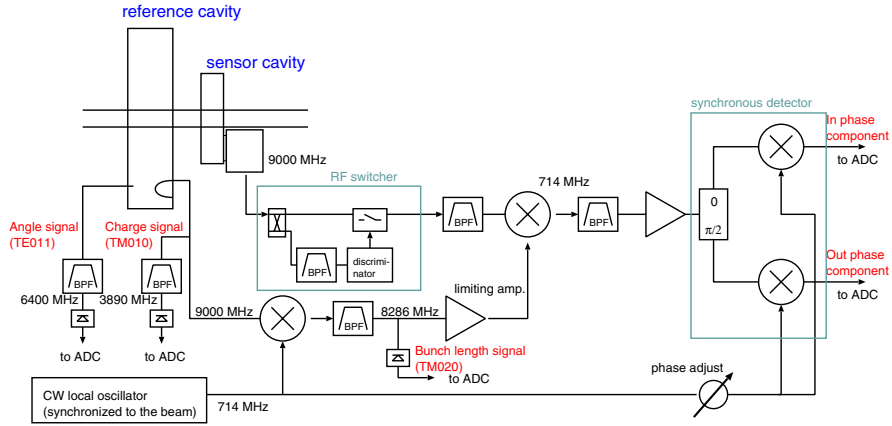 reference cavity
sensor cavity
9000 MHz
RF switcher
BPF
discrimi-
nator
BPF
714 MHz
BPF
synchronous detector
0
π/2
In phase
component
to ADC
Out phase
component
to ADC
Angle signal
(TE011)
Charge signal
(TM010)
BPF
BPF
6400 MHz
3890 MHz
to ADC
to ADC
9000 MHz
BPF
8286 MHz
limiting amp.
Bunch length signal
(TM020)
to ADC
CW local oscillator
(synchronized to the beam)
714 MHz
phase adjust